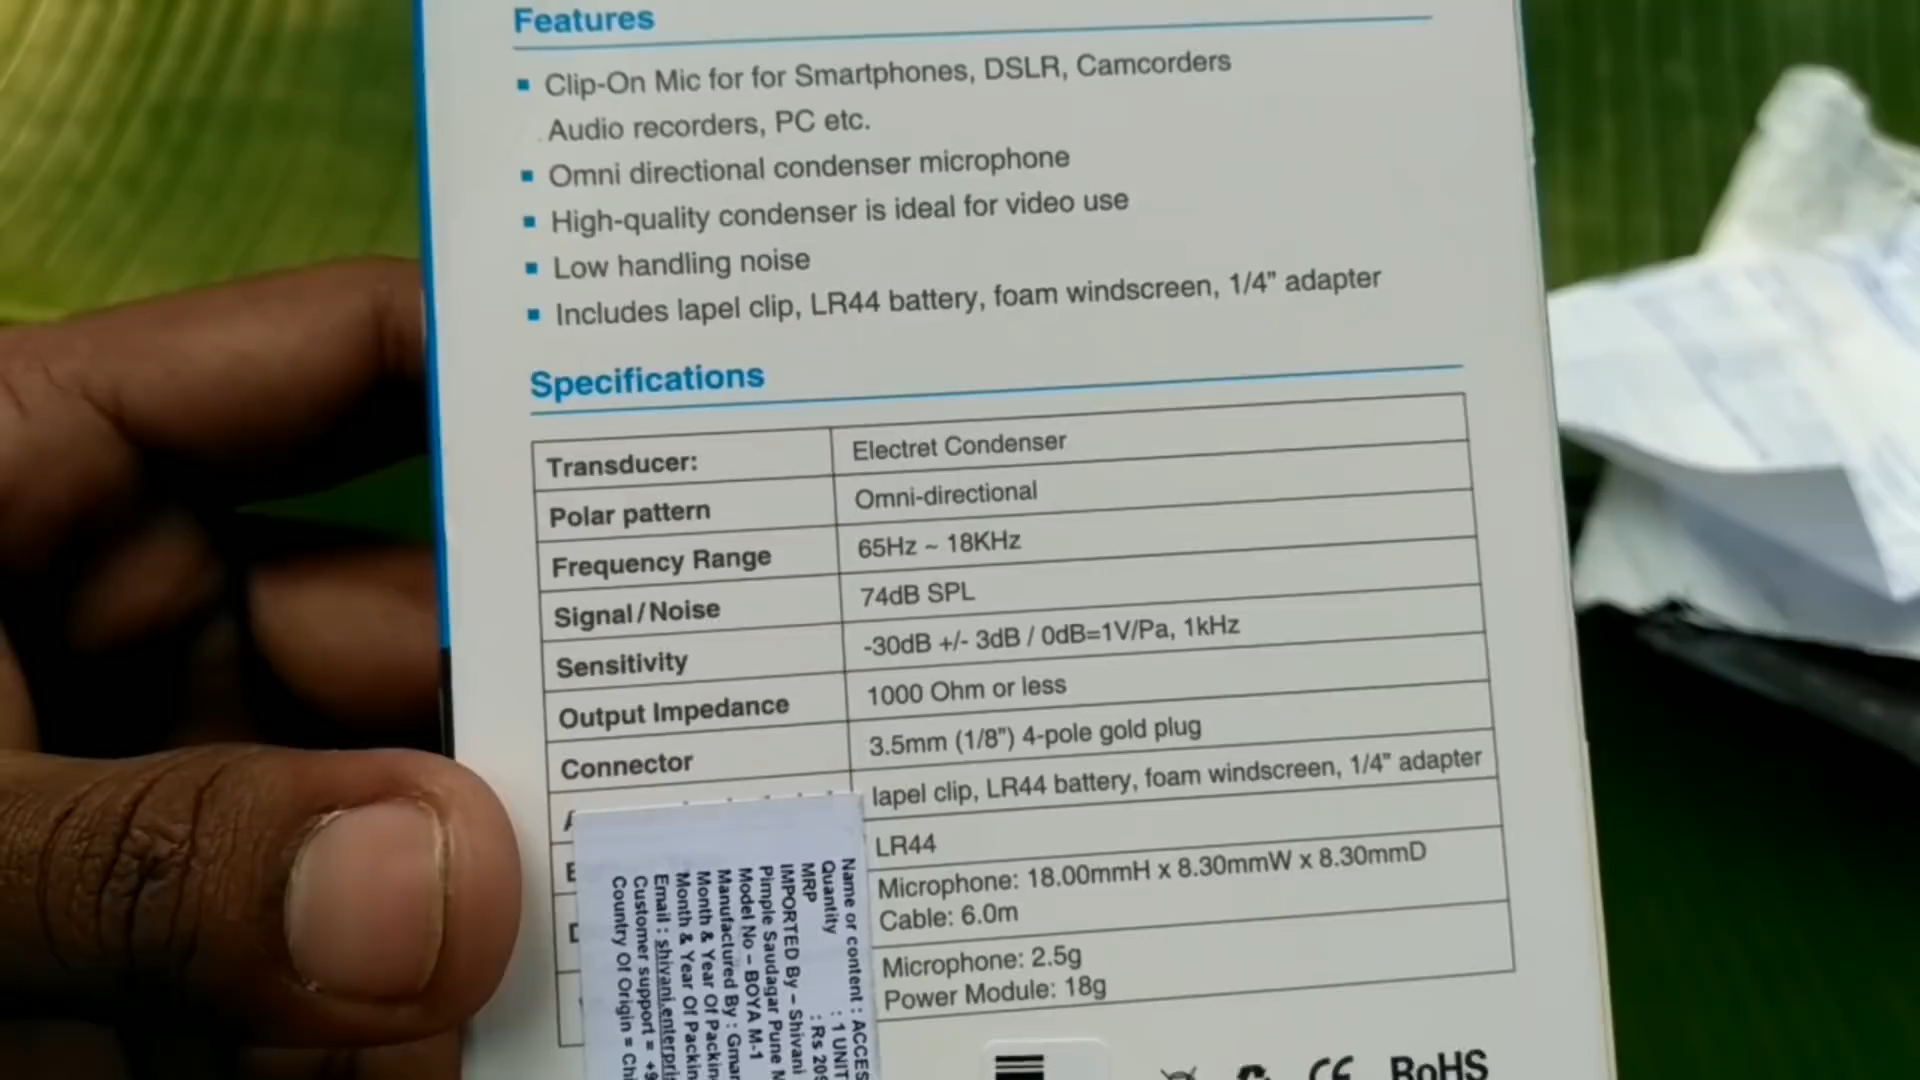 Features
▪ Clip-On Mic for for Smartphones, DSLR, Camcorders
Audio recorders, PC etc.
▪ Omni directional condenser microphone
▪ High-quality condenser is ideal for video use
▪ Low handling noise
▪ Includes lapel clip, LR44 battery, foam windscreen, 1/4" adapter
Specifications
Transducer: Electret Condenser
Polar pattern Omni-directional
Frequency Range 65Hz ~ 18KHz
Signal/Noise 74dB SPL
Sensitivity -30dB +/- 3dB / 0dB=1V/Pa, 1kHz
Output Impedance 1000 Ohm or less
Connector 3.5mm (1/8") 4-pole gold plug
lapel clip, LR44 battery, foam windscreen, 1/4" adapter
LR44
Microphone: 18.00mmH x 8.30mmW x 8.30mmD
Cable: 6.0m
Microphone: 2.5g
Power Module: 18g
Name or content : ACCES
Quantity : 1 UNIT
MRP : Rs 209
IMPORTED By – Shivani
Pimple Saudagar Pune
Model No – BOYA M-1
Manufactured By :
Month & Year Of Packin
Month & Year Of Packin
Email : shivani.enterpri
Customer support = +9
Country Of Origin = Chi
CE RoHS